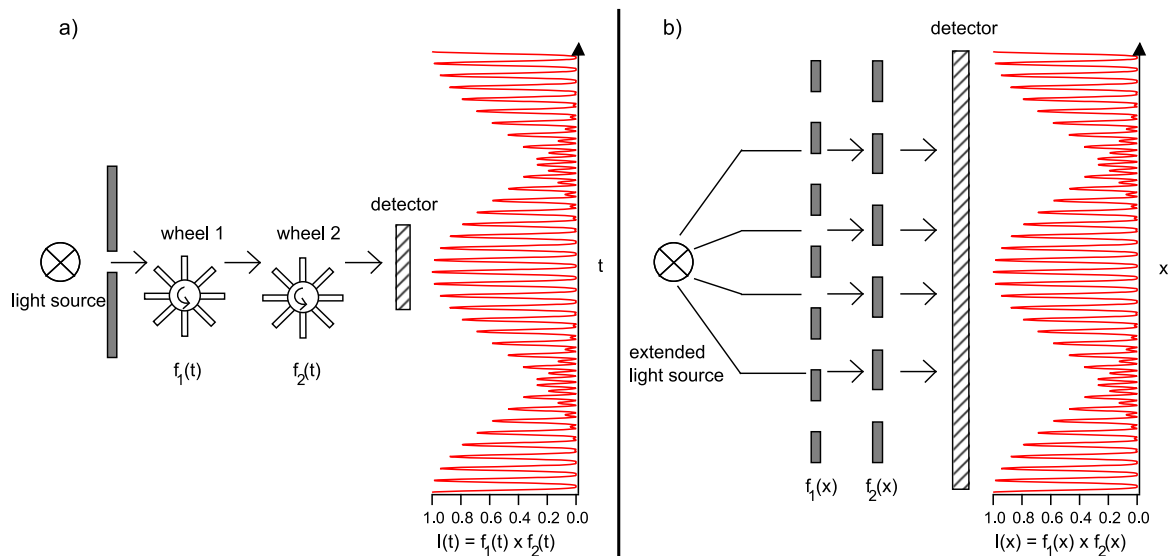 a)
light source
wheel 1
wheel 2
detector
f₁(t)
f₂(t)
t
1.0 0.8 0.6 0.4 0.2 0.0
I(t) = f₁(t) x f₂(t)
b)
detector
extended
light source
f₁(x)
f₂(x)
x
1.0 0.8 0.6 0.4 0.2 0.0
I(x) = f₁(x) x f₂(x)